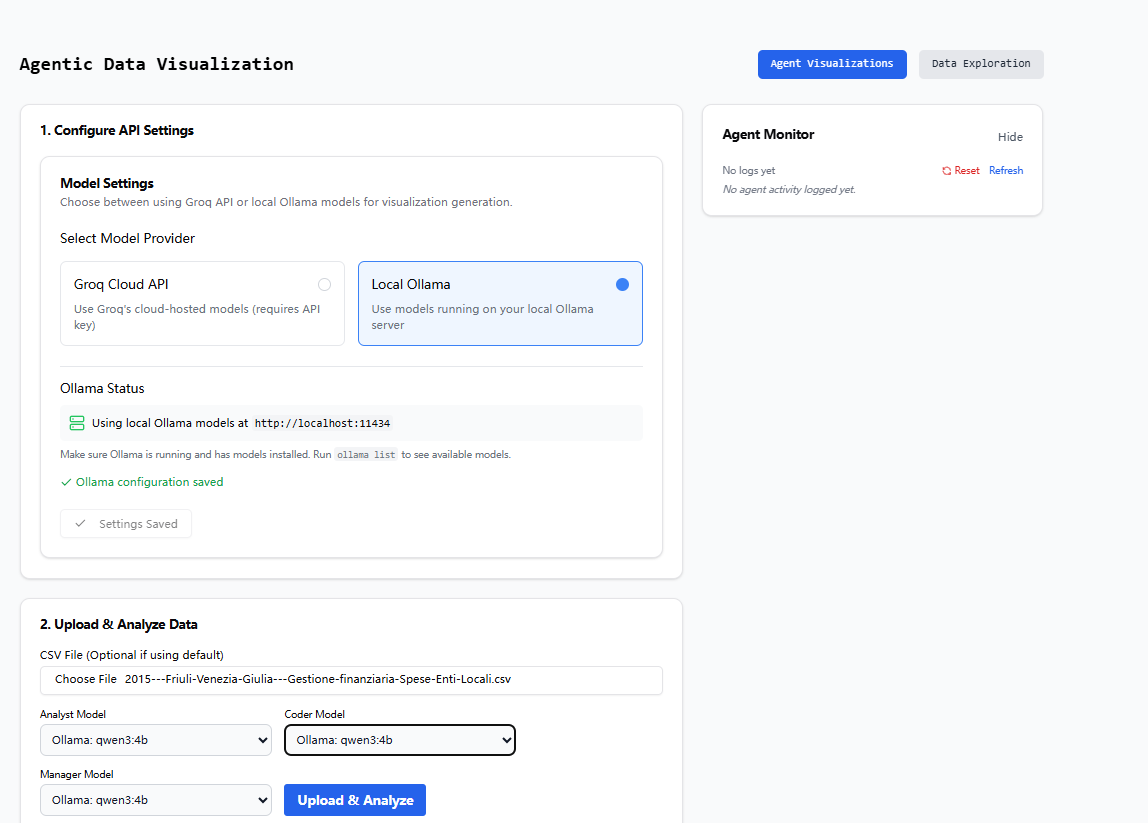 Agentic Data Visualization
Agent Visualizations
Data Exploration
1. Configure API Settings
Model Settings
Choose between using Groq API or local Ollama models for visualization generation.
Select Model Provider
Groq Cloud API
Use Groq's cloud-hosted models (requires API
key)
Local Ollama
Use models running on your local Ollama
server
Ollama Status
Using local Ollama models at http://localhost:11434
Make sure Ollama is running and has models installed. Run ollama list to see available models.
Ollama configuration saved
Settings Saved
Agent Monitor
Hide
No logs yet
Reset
Refresh
No agent activity logged yet.
2. Upload & Analyze Data
CSV File (Optional if using default)
Choose File 2015---Friuli-Venezia-Giulia---Gestione-finanziaria-Spese-Enti-Locali.csv
Analyst Model
Coder Model
Ollama: qwen3:4b
Ollama: qwen3:4b
Manager Model
Ollama: qwen3:4b
Upload & Analyze